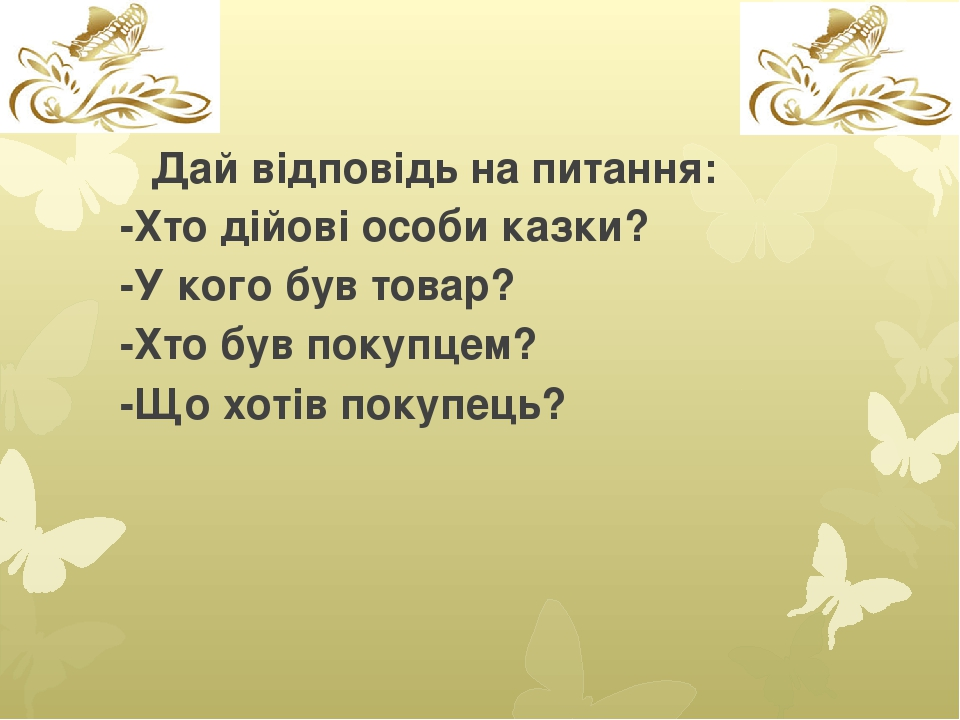 Дай відповідь на питання:
-Хто дійові особи казки?
-У кого був товар?
-Хто був покупцем?
-Що хотів покупець?